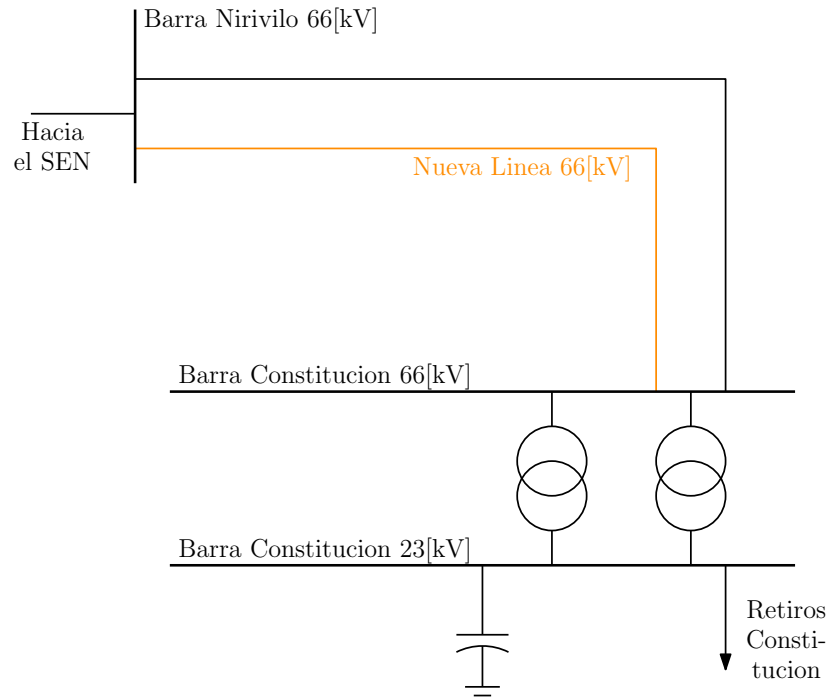 Barra Nirivilo 66[kV]
Hacia
el SEN
Nueva Linea 66[kV]
Barra Constitucion 66[kV]
Barra Constitucion 23[kV]
Retiros
Consti-
tucion